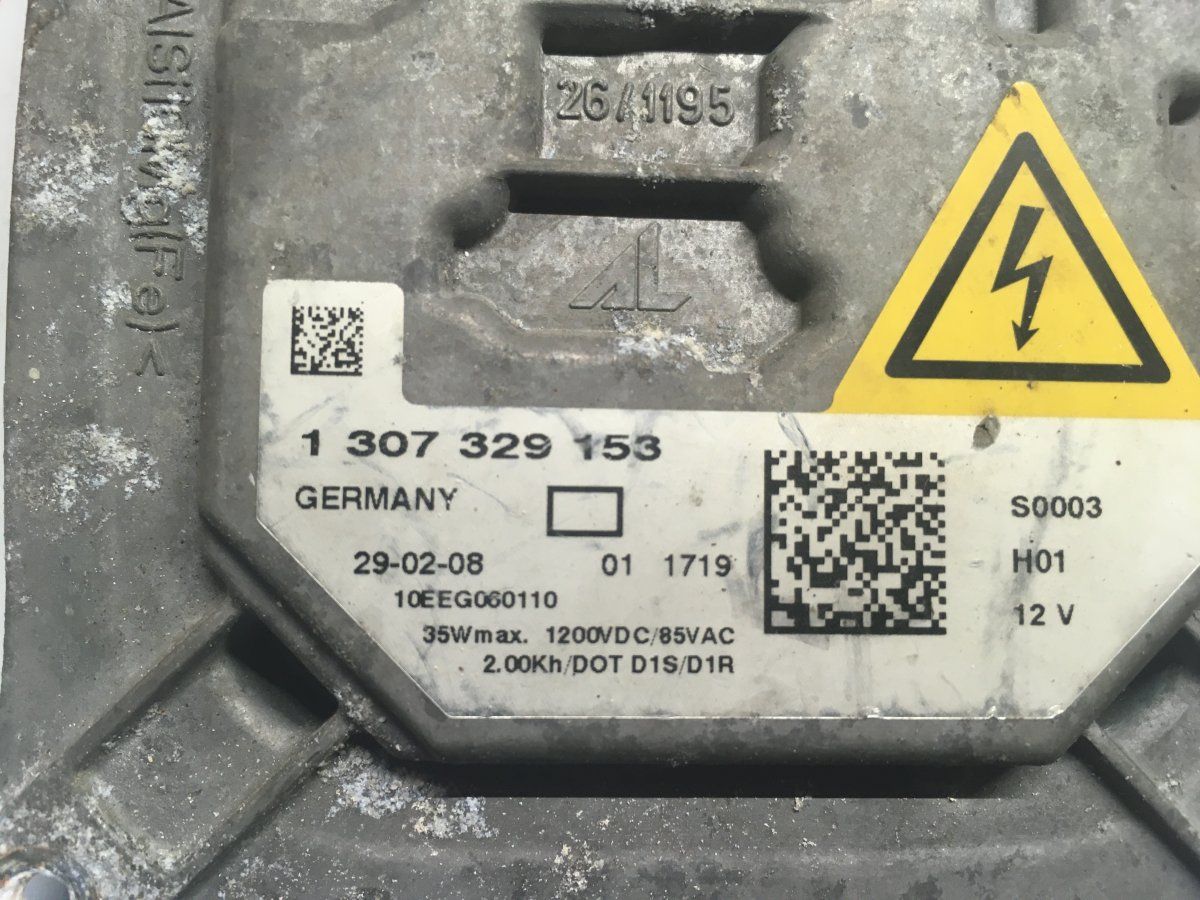 26/1195
AL
1 307 329 153
GERMANY
29-02-08 01 1719
10EEG060110
35Wmax. 1200VDC/85VAC
2.00Kh/DOT D1S/D1R
S0003
H01
12 V